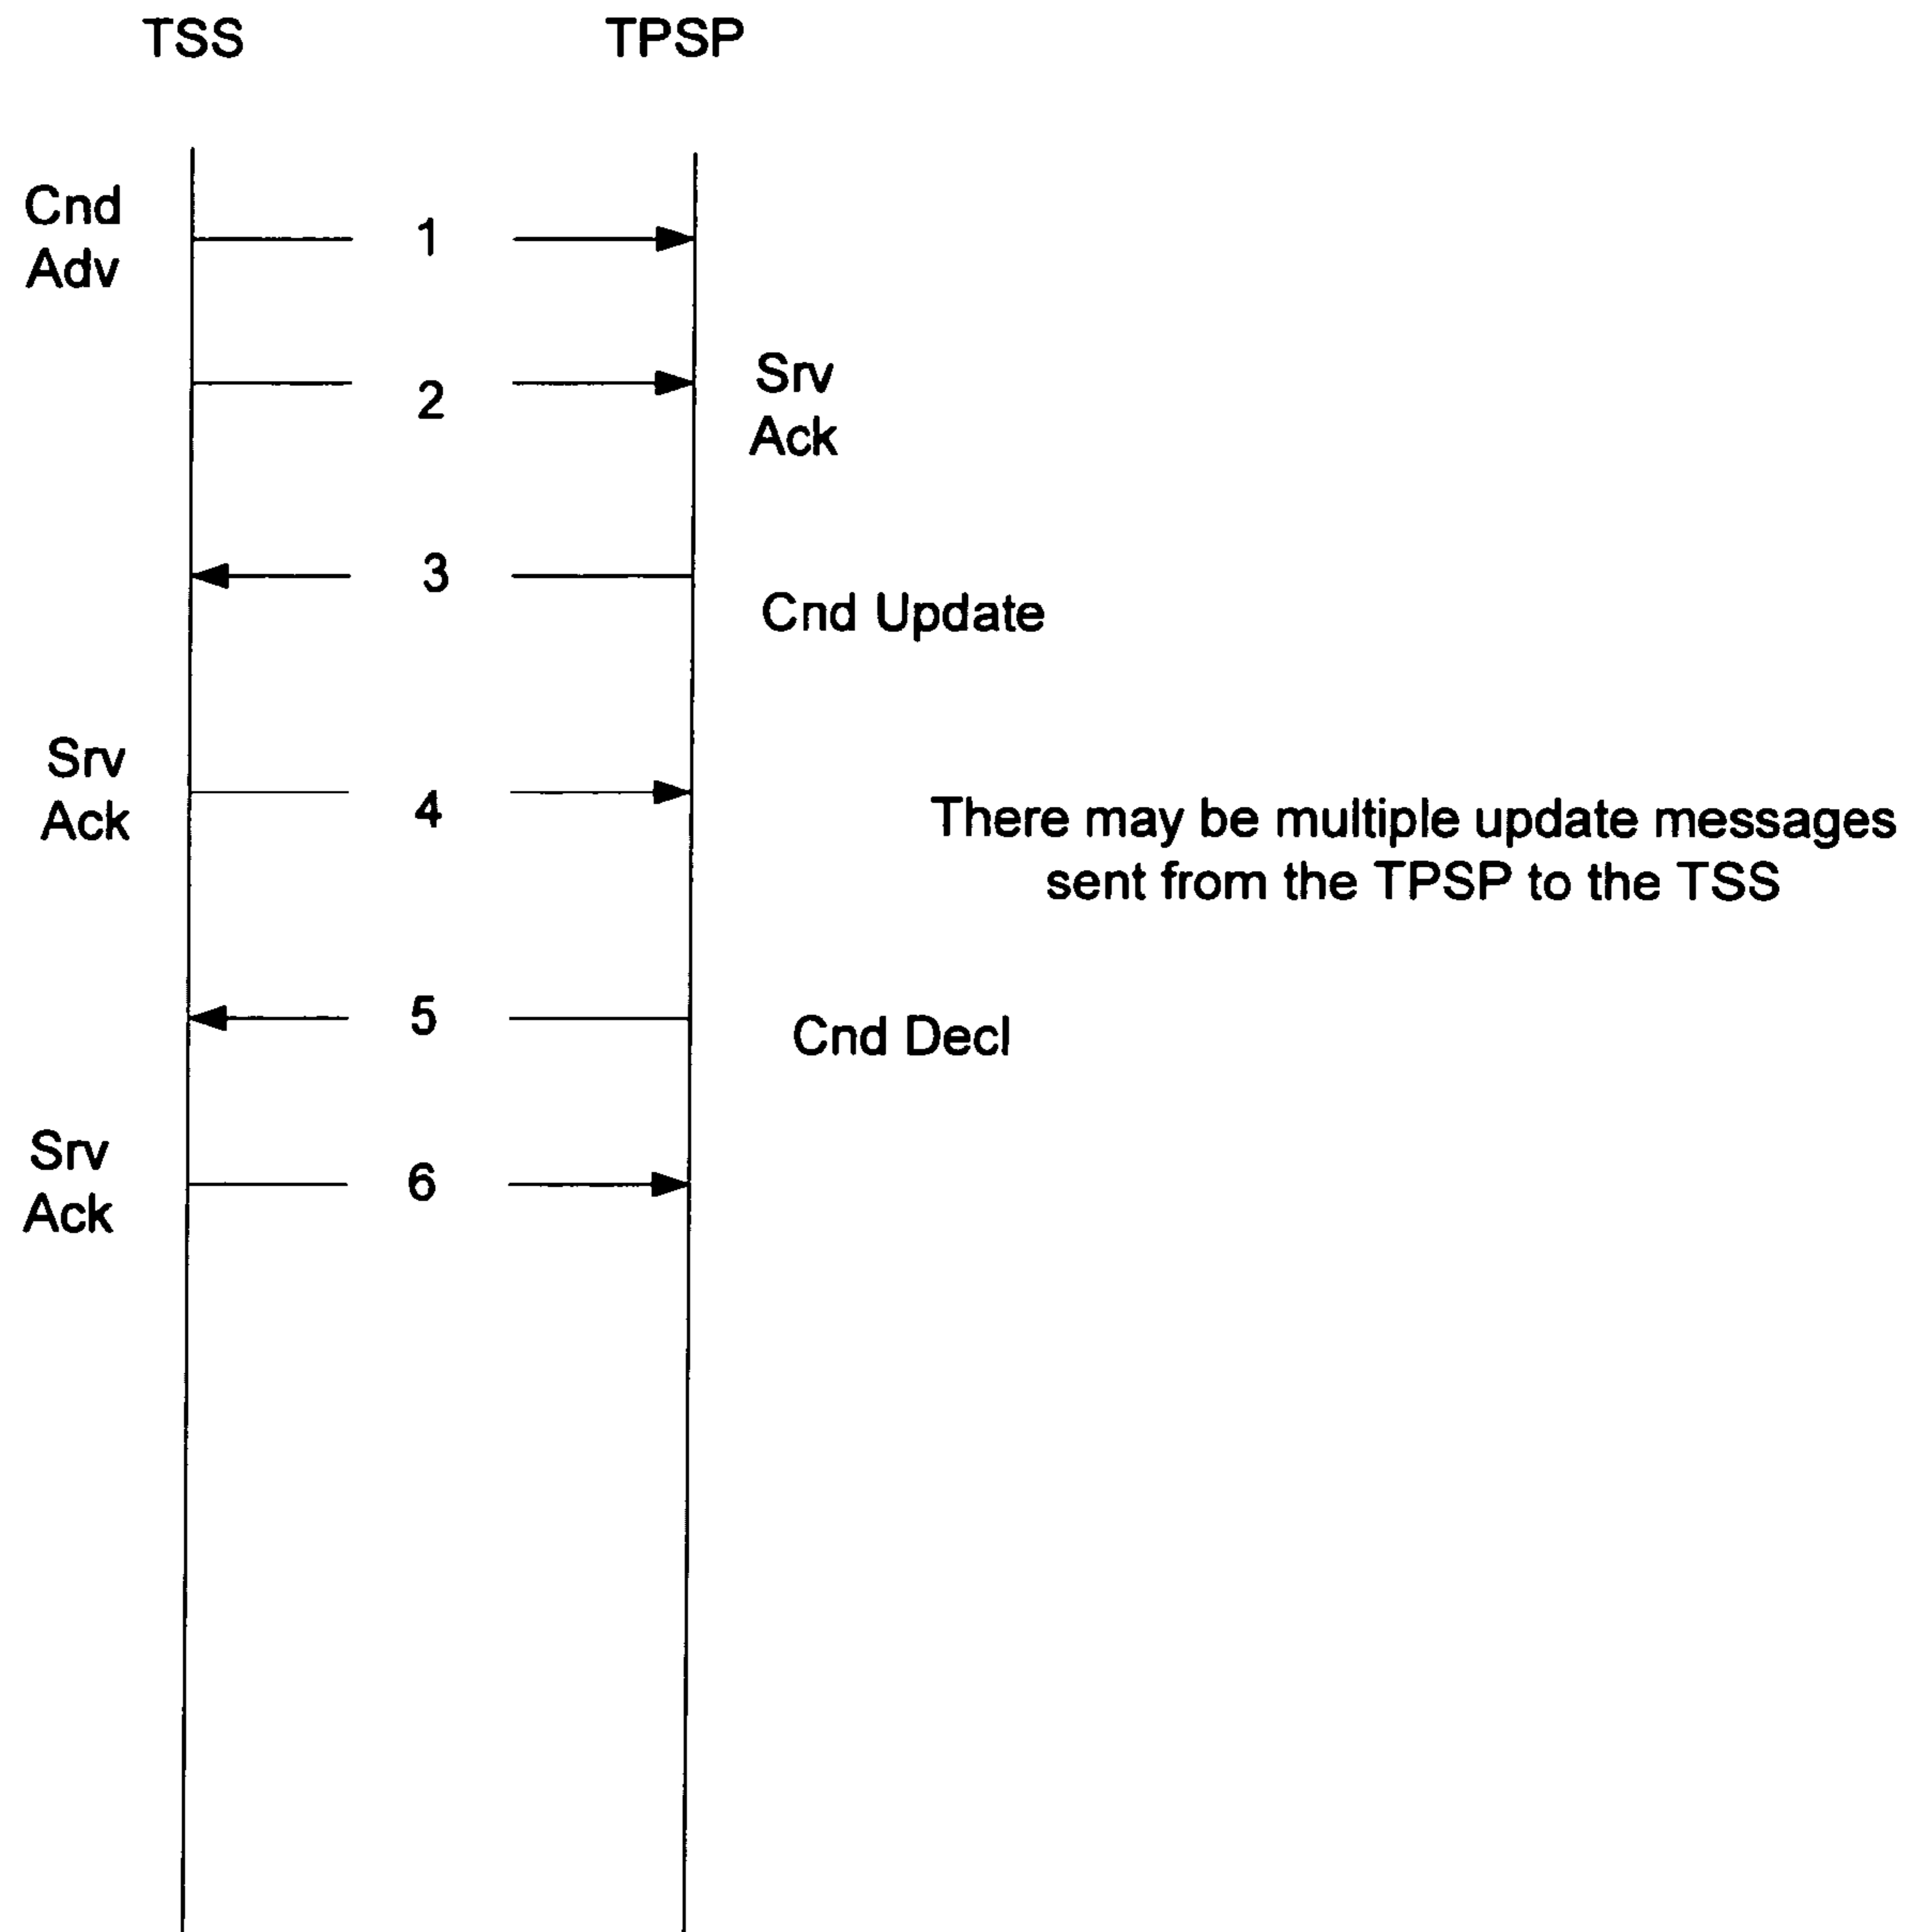 TSS
TPSP
Cnd
Adv
1
2
Srv
Ack
3
Cnd Update
Srv
Ack
4
There may be multiple update messages
sent from the TPSP to the TSS
5
Cnd Decl
Srv
Ack
6